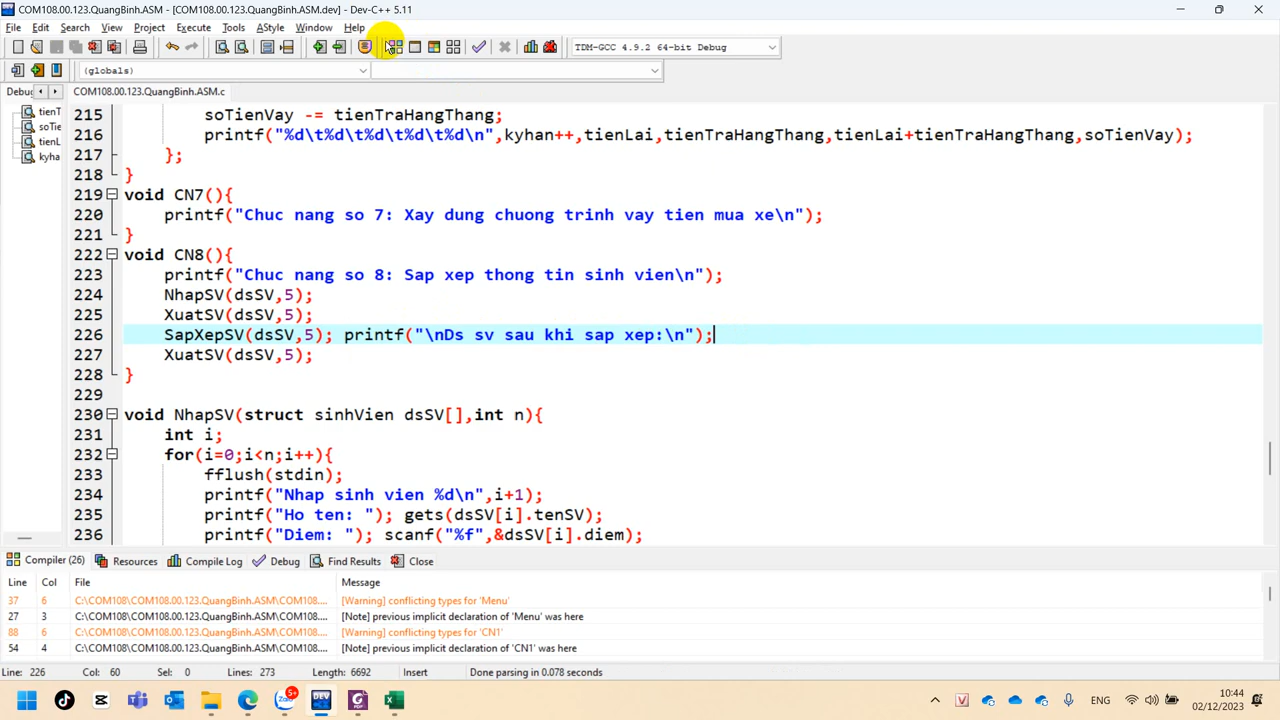 COM108.00.123.QuangBinh.ASM - [COM108.00.123.QuangBinh.ASM.dev] - Dev-C++ 5.11
File Edit Search View Project Execute Tools AStyle Window Help
TDM-GCC 4.9.2 64-bit Debug
(globals)
Debug COM108.00.123.QuangBinh.ASM.c
tienT
soTie
tienL
kyha
215 soTienVay -= tienTraHangThang;
216 printf("%d\t%d\t%d\t%d\t%d\n",kyhan++,tienLai,tienTraHangThang,tienLai+tienTraHangThang,soTienVay);
217 };
218 }
219 void CN7(){
220 printf("Chuc nang so 7: Xay dung chuong trinh vay tien mua xe\n");
221 }
222 void CN8(){
223 printf("Chuc nang so 8: Sap xep thong tin sinh vien\n");
224 NhapSV(dsSV,5);
225 XuatSV(dsSV,5);
226 SapXepSV(dsSV,5); printf("\nDs sv sau khi sap xep:\n");
227 XuatSV(dsSV,5);
228 }
229
230 void NhapSV(struct sinhVien dsSV[],int n){
231 int i;
232 for(i=0;i<n;i++){
233 fflush(stdin);
234 printf("Nhap sinh vien %d\n",i+1);
235 printf("Ho ten: "); gets(dsSV[i].tenSV);
236 printf("Diem: "); scanf("%f",&dsSV[i].diem);
Compiler (26) Resources Compile Log Debug Find Results Close
Line Col File Message
37 6 C:\COM108\COM108.00.123.QuangBinh.ASM\COM108.... [Warning] conflicting types for 'Menu'
27 3 C:\COM108\COM108.00.123.QuangBinh.ASM\COM108.... [Note] previous implicit declaration of 'Menu' was here
88 6 C:\COM108\COM108.00.123.QuangBinh.ASM\COM108.... [Warning] conflicting types for 'CN1'
54 4 C:\COM108\COM108.00.123.QuangBinh.ASM\COM108.... [Note] previous implicit declaration of 'CN1' was here
Line: 226 Col: 60 Sel: 0 Lines: 273 Length: 6692 Insert Done parsing in 0.078 seconds
5+ Zalo DEV V ENG 10:44
02/12/2023